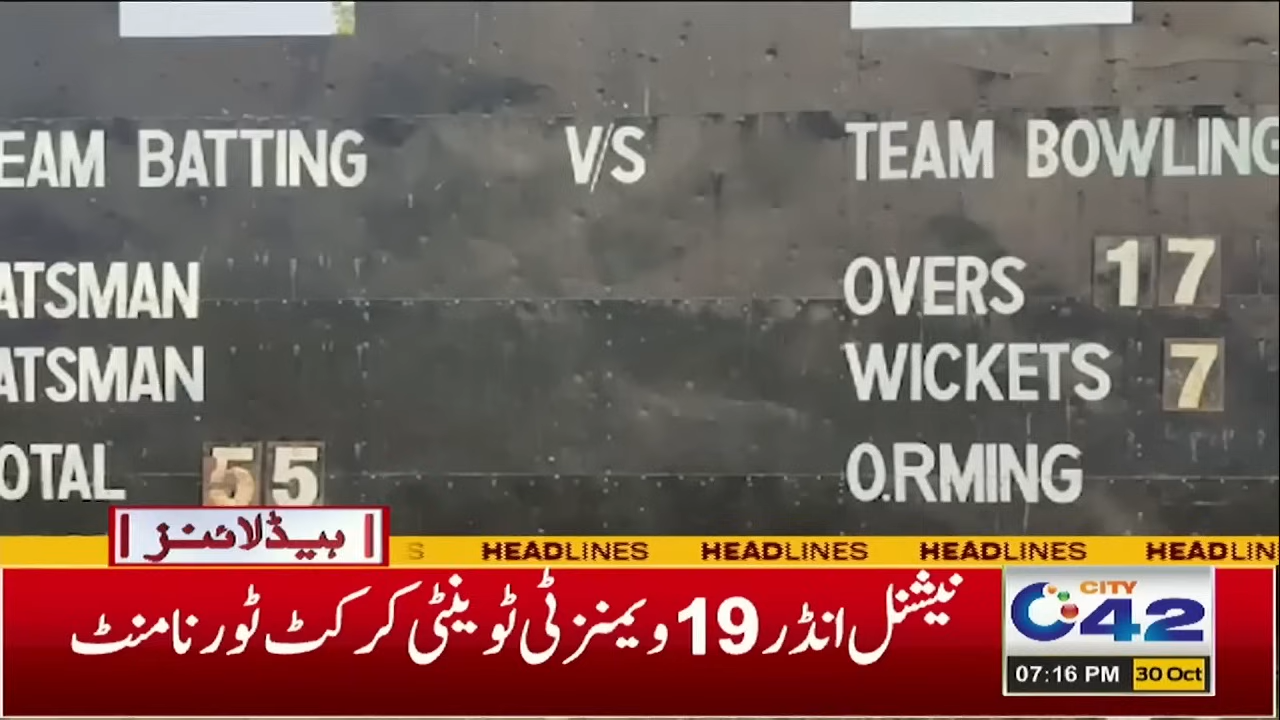 EAM BATTING V/S TEAM BOWLING
ATSMAN OVERS 17
ATSMAN WICKETS 7
OTAL 55 O.RMING
ہیڈلائنز
S HEADLINES HEADLINES HEADLINES HEADLIN
نیشنل انڈر 19 ویمنز ٹی ٹوینٹی کرکٹ ٹورنامنٹ
CITY
42
07:16 PM 30 Oct